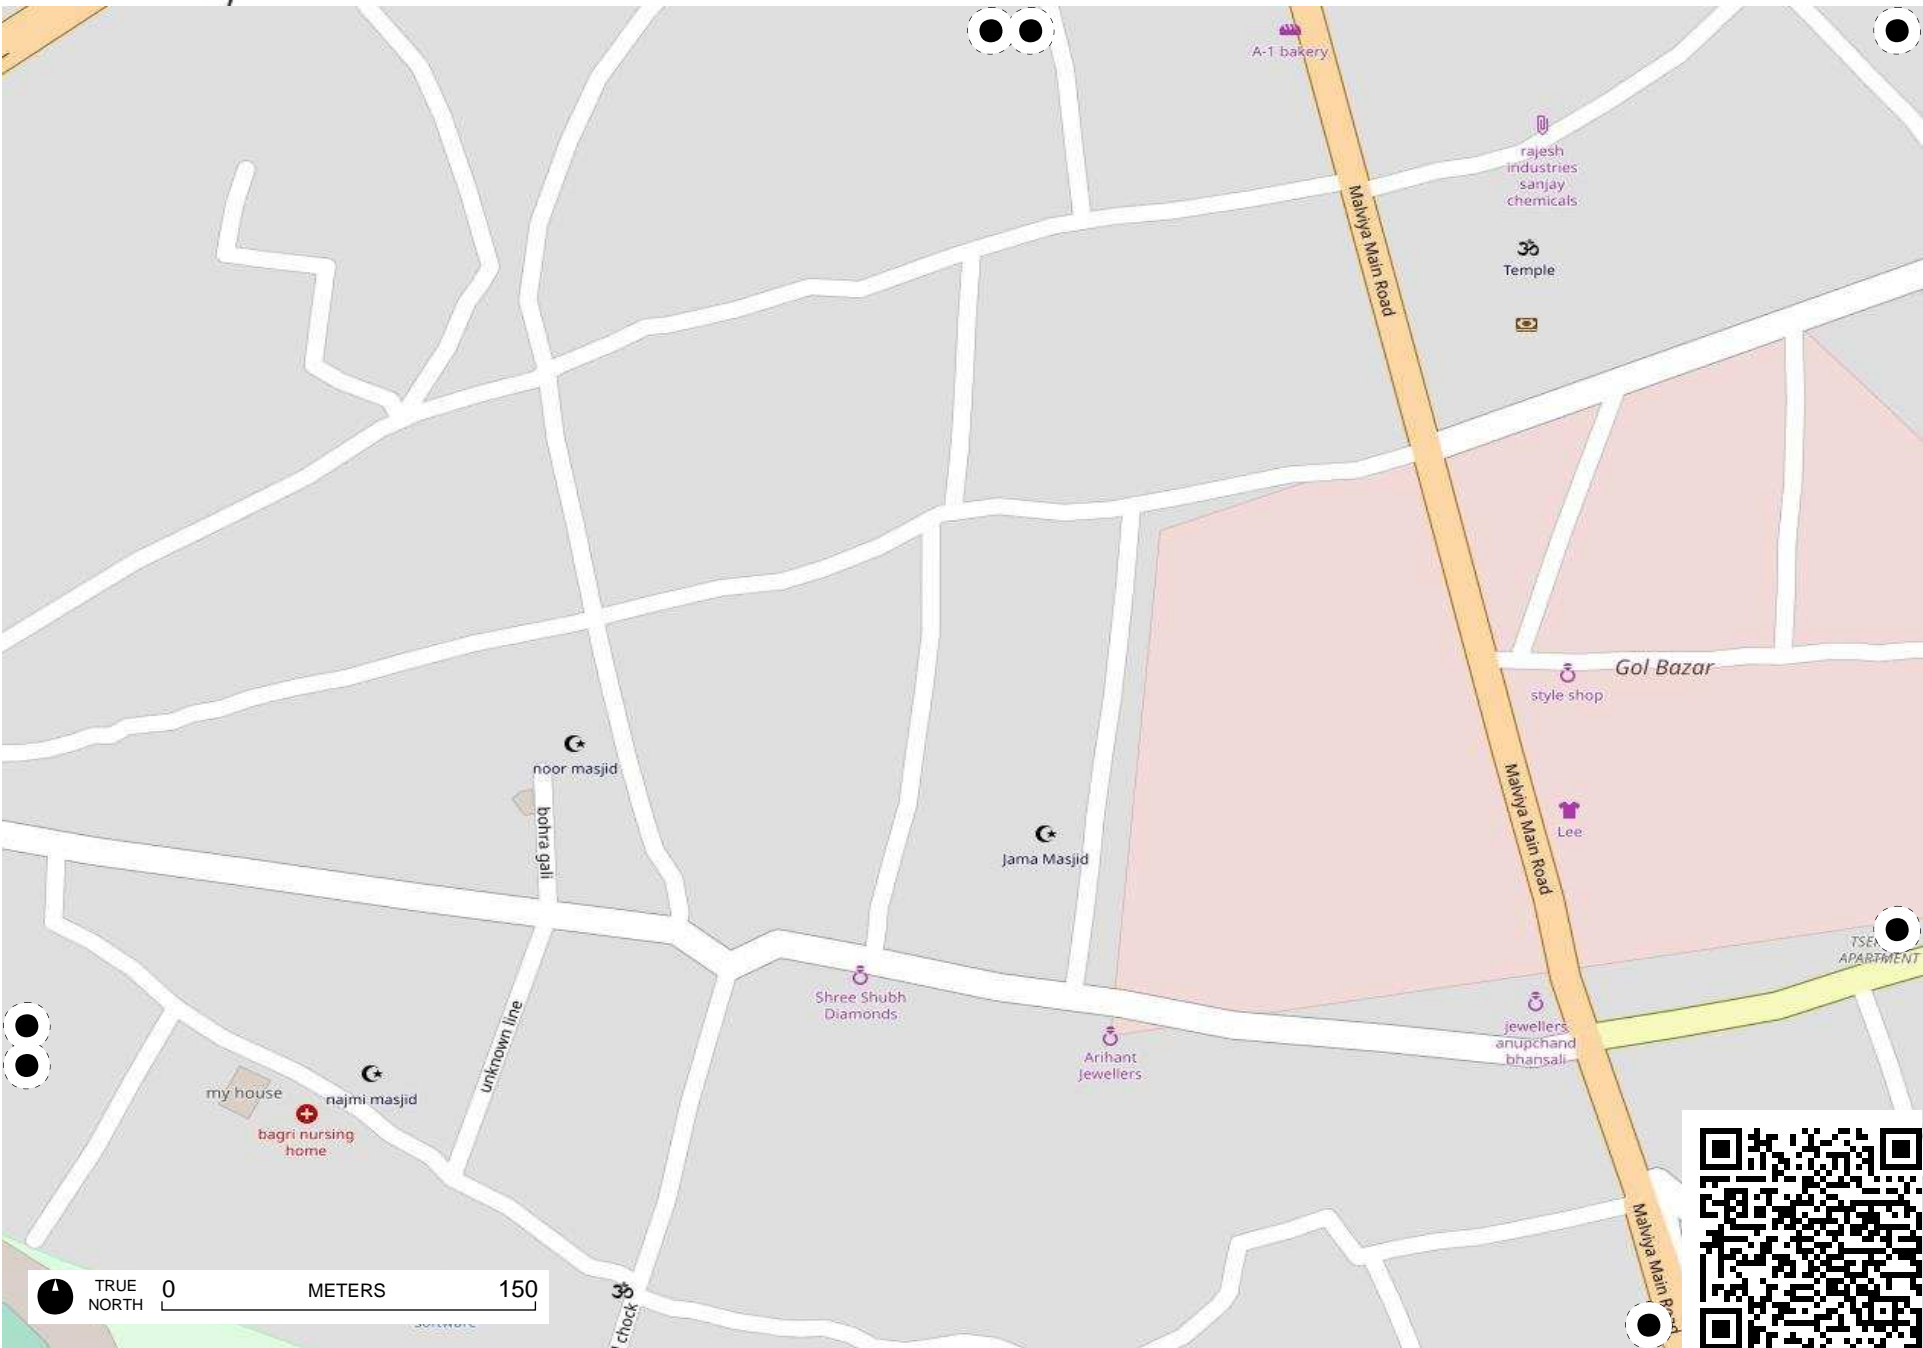 A-1 bakery
rajesh
industries
sanjay
chemicals
Malviya Main Road
ॐ
Temple
Gol Bazar
style shop
noor masjid
bohra gali
Malviya Main Road
Lee
Jama Masjid
APARTMENT
Shree Shubh
Diamonds
unknown line
jewellers
anupchand
bhansali
Arihant
Jewellers
my house
najmi masjid
bagri nursing
home
Malviya Main Road
TRUE
NORTH
0 METERS 150
ॐ
chock
software